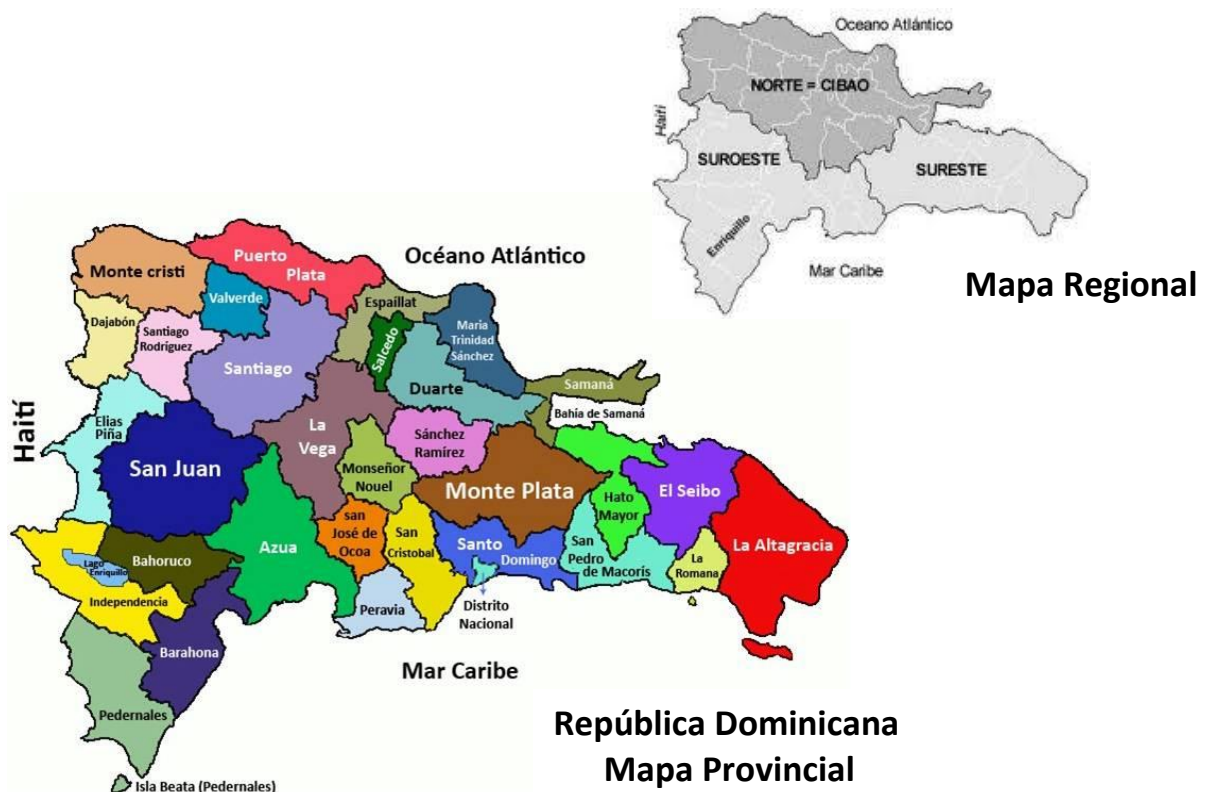 Oceano Atlántico
NORTE = CIBAO
Haití
SUROESTE
SURESTE
Enriquillo
Mar Caribe
Mapa Regional
Océano Atlántico
Puerto
Plata
Monte cristi
Valverde
Espaíllat
Dajabón
Santiago
Rodríguez
Maria
Trinidad
Sánchez
Salcedo
Santiago
Duarte
Samaná
Bahía de Samaná
Haití
Elias
Piña
La
Vega
Sánchez
Ramírez
San Juan
Monseñor
Nouel
Monte Plata
El Seibo
Hato
Mayor
san
José de
Ocoa
San
Cristobal
Azua
Santo
Domingo
San
Pedro
de Macorís
La
Romana
La Altagracia
Bahoruco
Lago
Enriquillo
Independencia
Peravia
Distrito
Nacional
Barahona
Mar Caribe
Pedernales
Isla Beata (Pedernales)
República Dominicana
Mapa Provincial